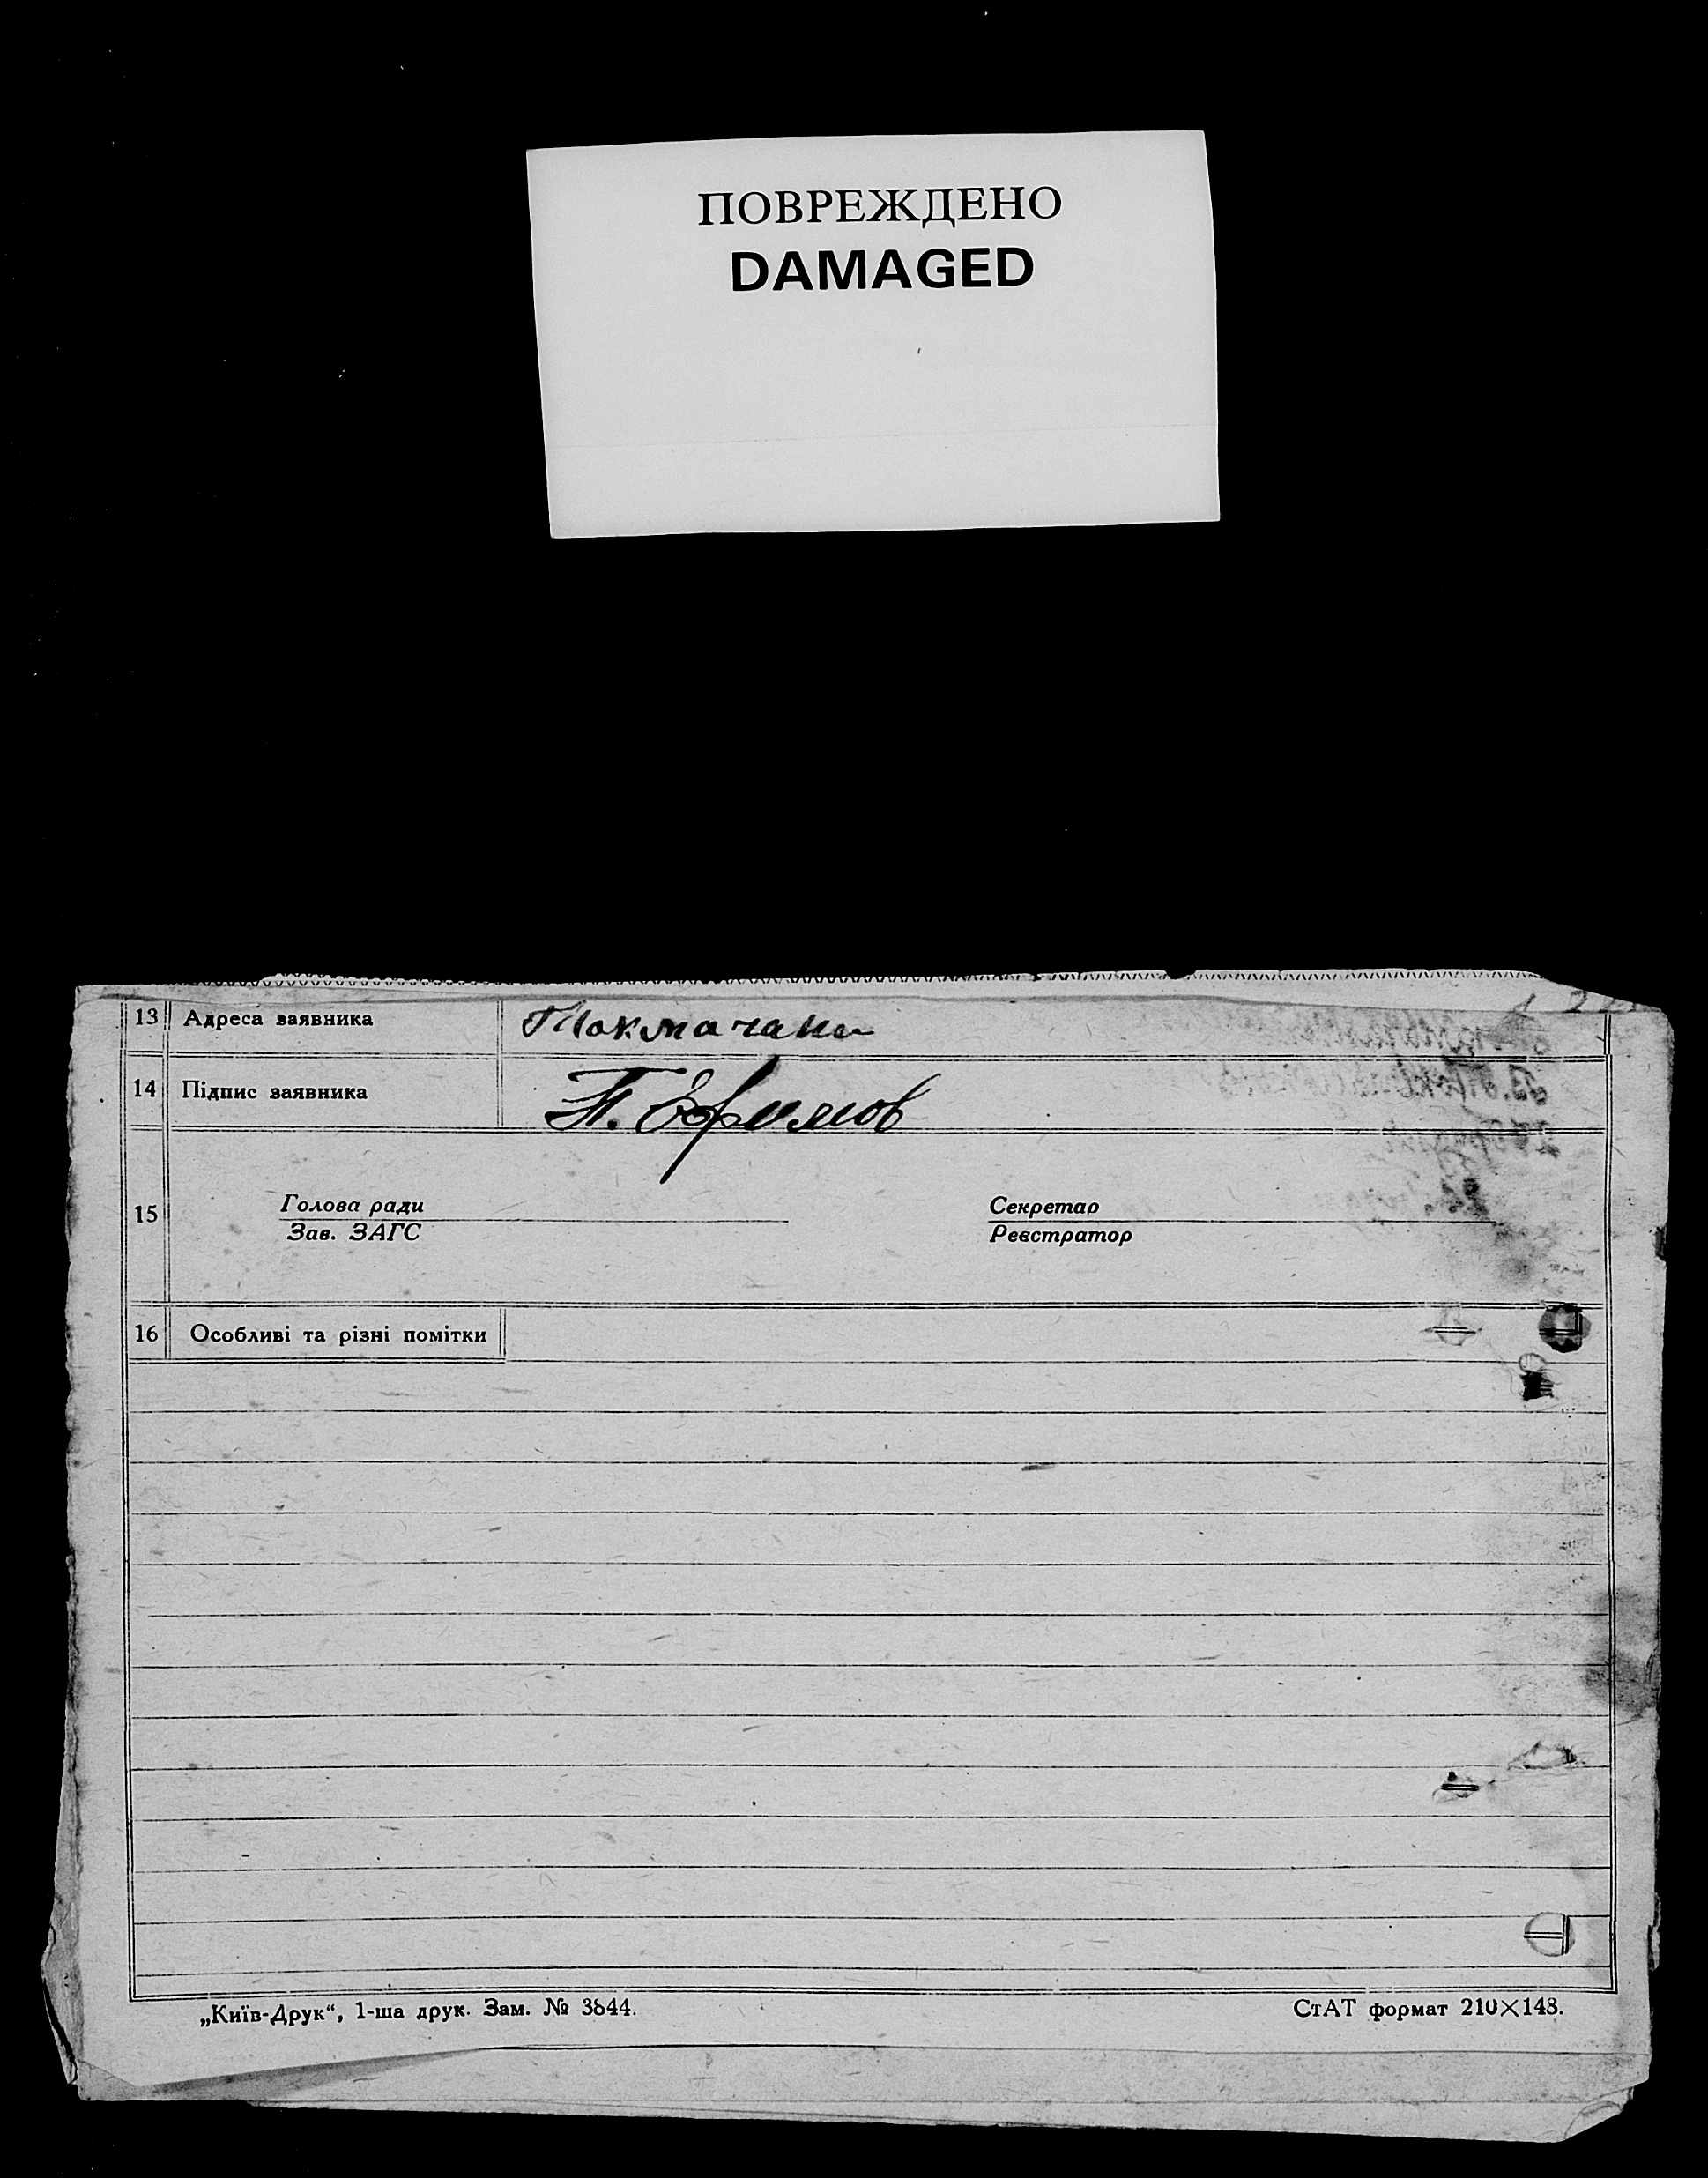 ПОВРЕЖДЕНО
DAMAGED
13 Адреса заявника Токмачани
14 Підпис заявника П. Ефимов
15 Голова ради Секретар
Зав. ЗАГС Реєстратор
16 Особливі та різні помітки
„Київ-Друк“, 1-ша друк. Зам. № 3844.
СтАТ формат 210×148.